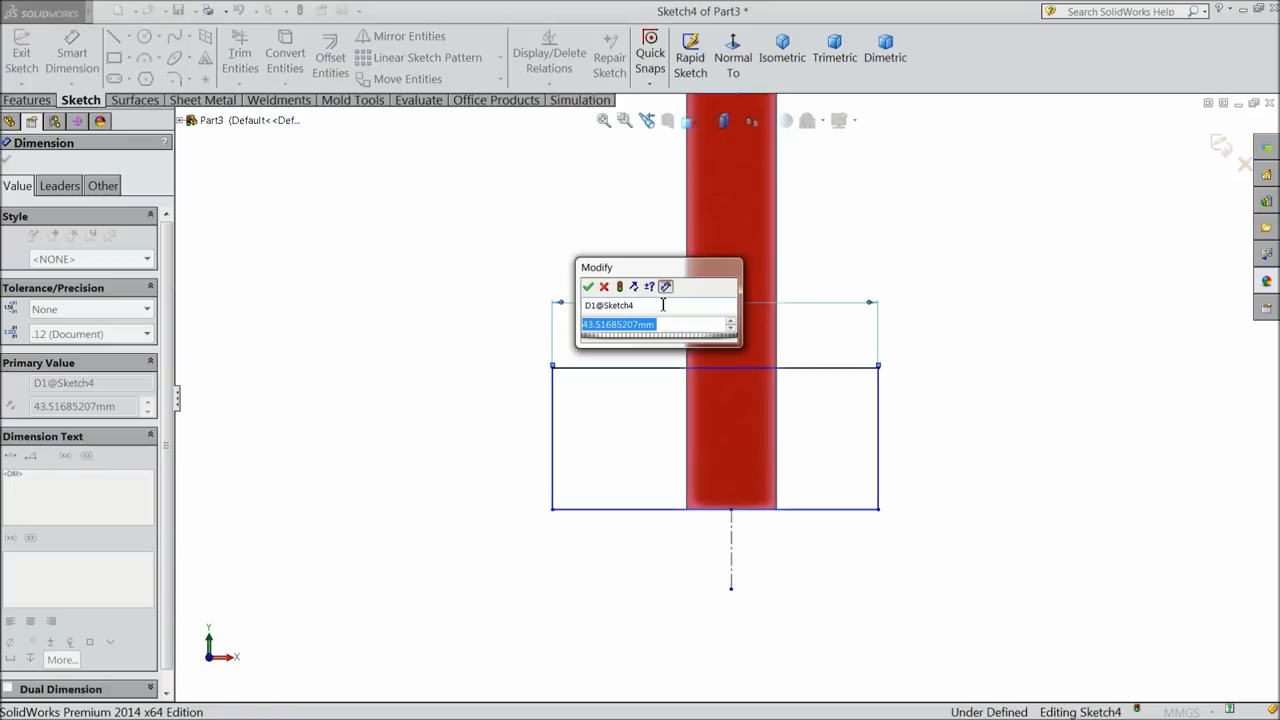 SOLIDWORKS
Sketch4 of Part3 *
Search SolidWorks Help
Exit Sketch
Smart Dimension
Trim Entities
Convert Entities
Offset Entities
Mirror Entities
Linear Sketch Pattern
Move Entities
Display/Delete Relations
Repair Sketch
Quick Snaps
Rapid Sketch
Normal To
Isometric
Trimetric
Dimetric
Features
Sketch
Surfaces
Sheet Metal
Weldments
Mold Tools
Evaluate
Office Products
Simulation
Part3 (Default<<Def...
Dimension
?
Value
Leaders
Other
Style
<NONE>
Tolerance/Precision
None
.12 (Document)
Primary Value
D1@Sketch4
43.51685207mm
Dimension Text
<DIM>
More...
Dual Dimension
Modify
D1@Sketch4
43.51685207mm
Y
X
SolidWorks Premium 2014 x64 Edition
Under Defined
Editing Sketch4
MMGS